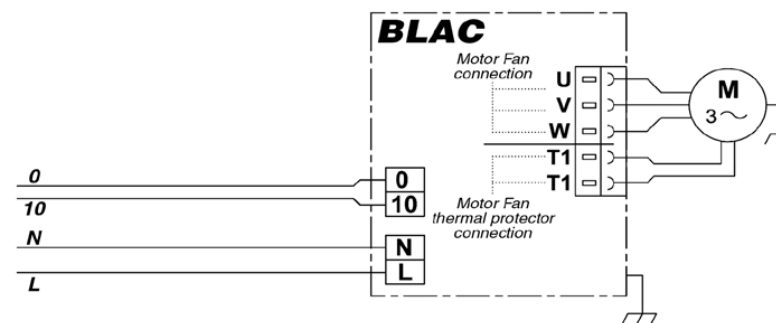 BLAC
Motor Fan
connection
U
V
W
T1
T1
Motor Fan
thermal protector
connection
M
3~
0
10
N
L
0
10
N
L